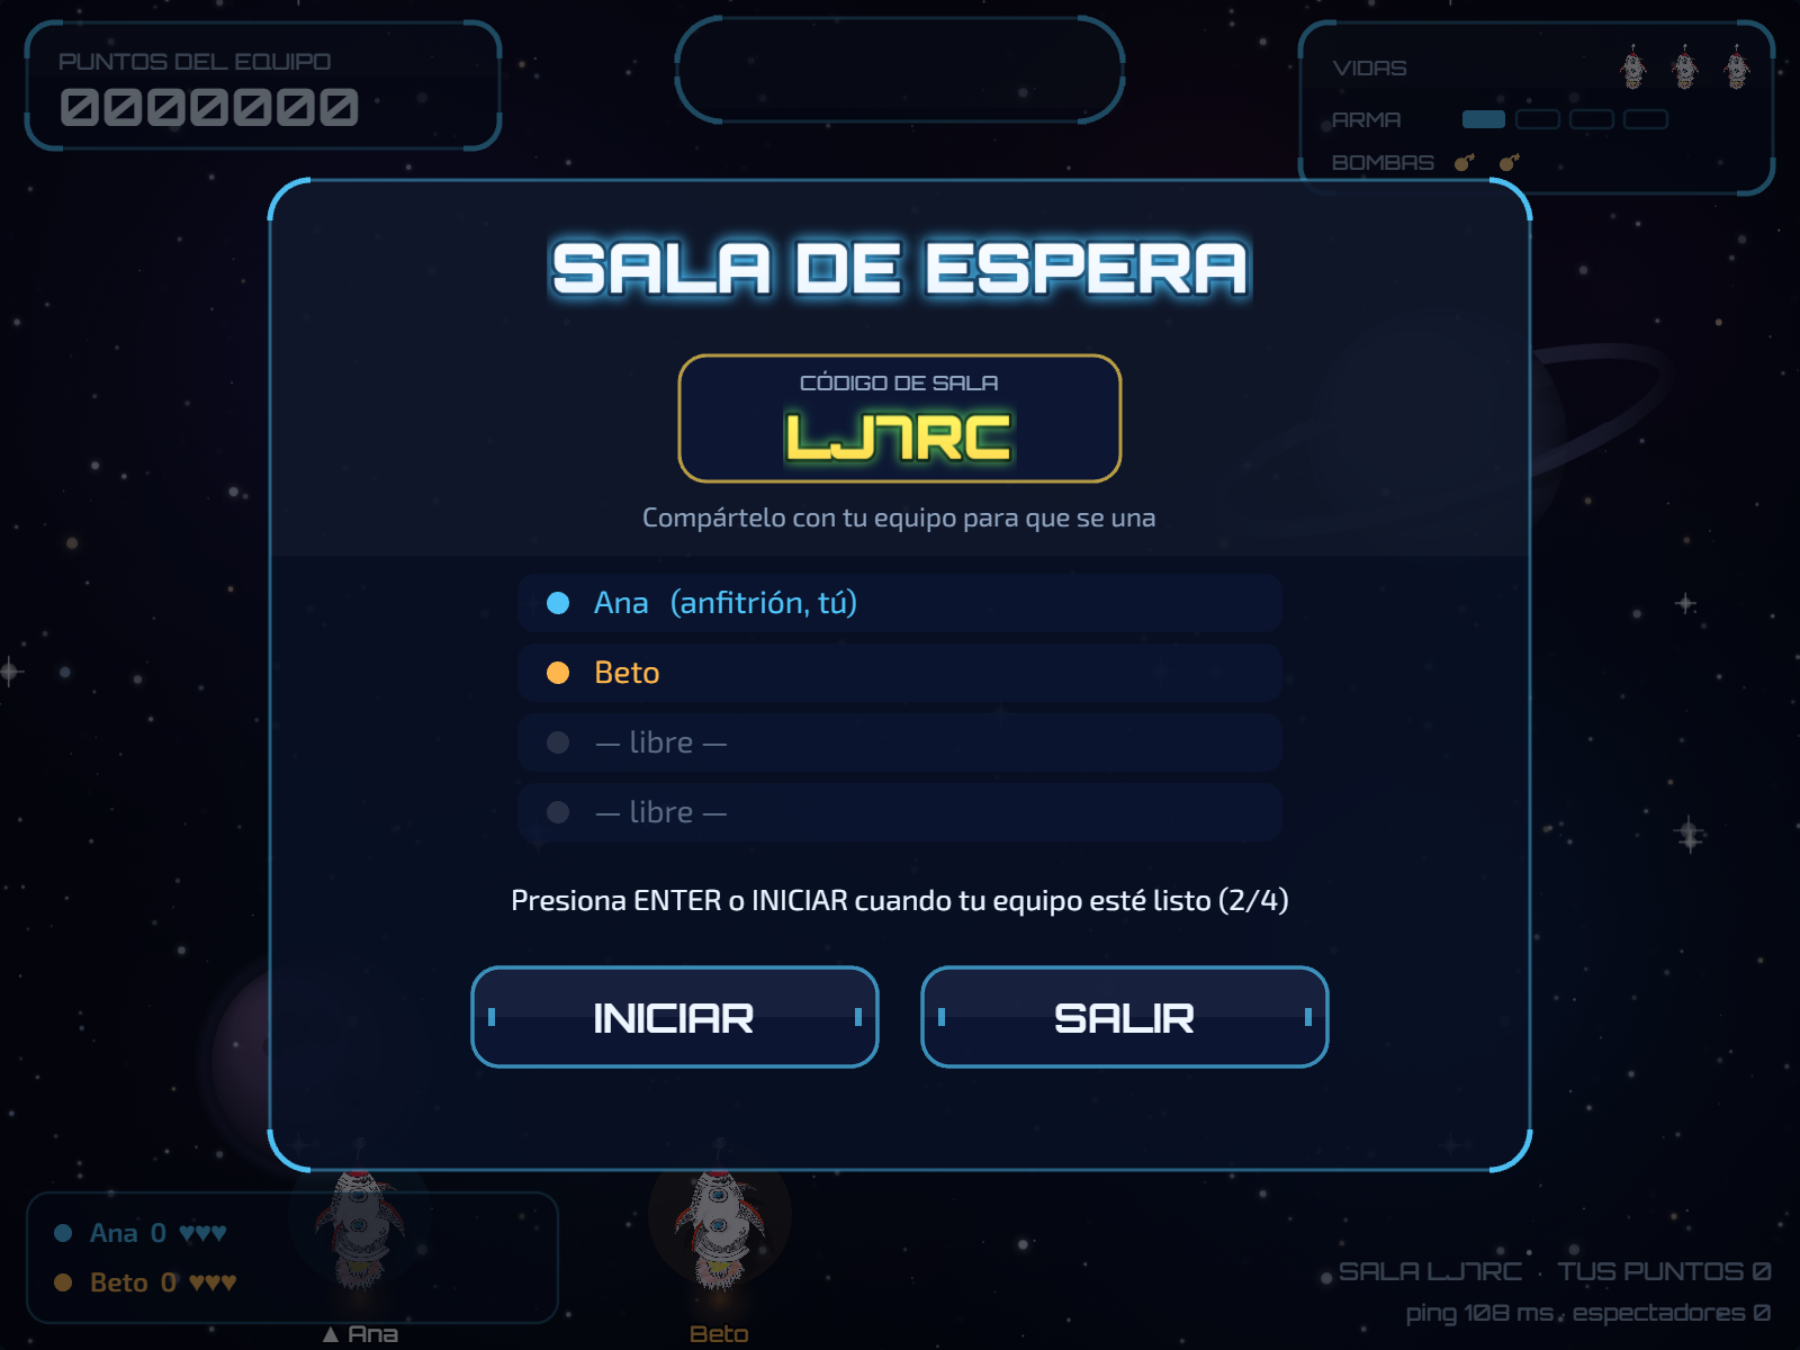 PUNTOS DEL EQUIPO
0000000
VIDAS
ARMA
BOMBAS
SALA DE ESPERA
CÓDIGO DE SALA
LJ7RC
Compártelo con tu equipo para que se una
Ana (anfitrión, tú)
Beto
— libre —
— libre —
Presiona ENTER o INICIAR cuando tu equipo esté listo (2/4)
INICIAR
SALIR
Ana 0 ♥♥♥
Beto 0 ♥♥♥
▲ Ana
Beto
SALA LJ7RC · TUS PUNTOS 0
ping 108 ms · espectadores 0